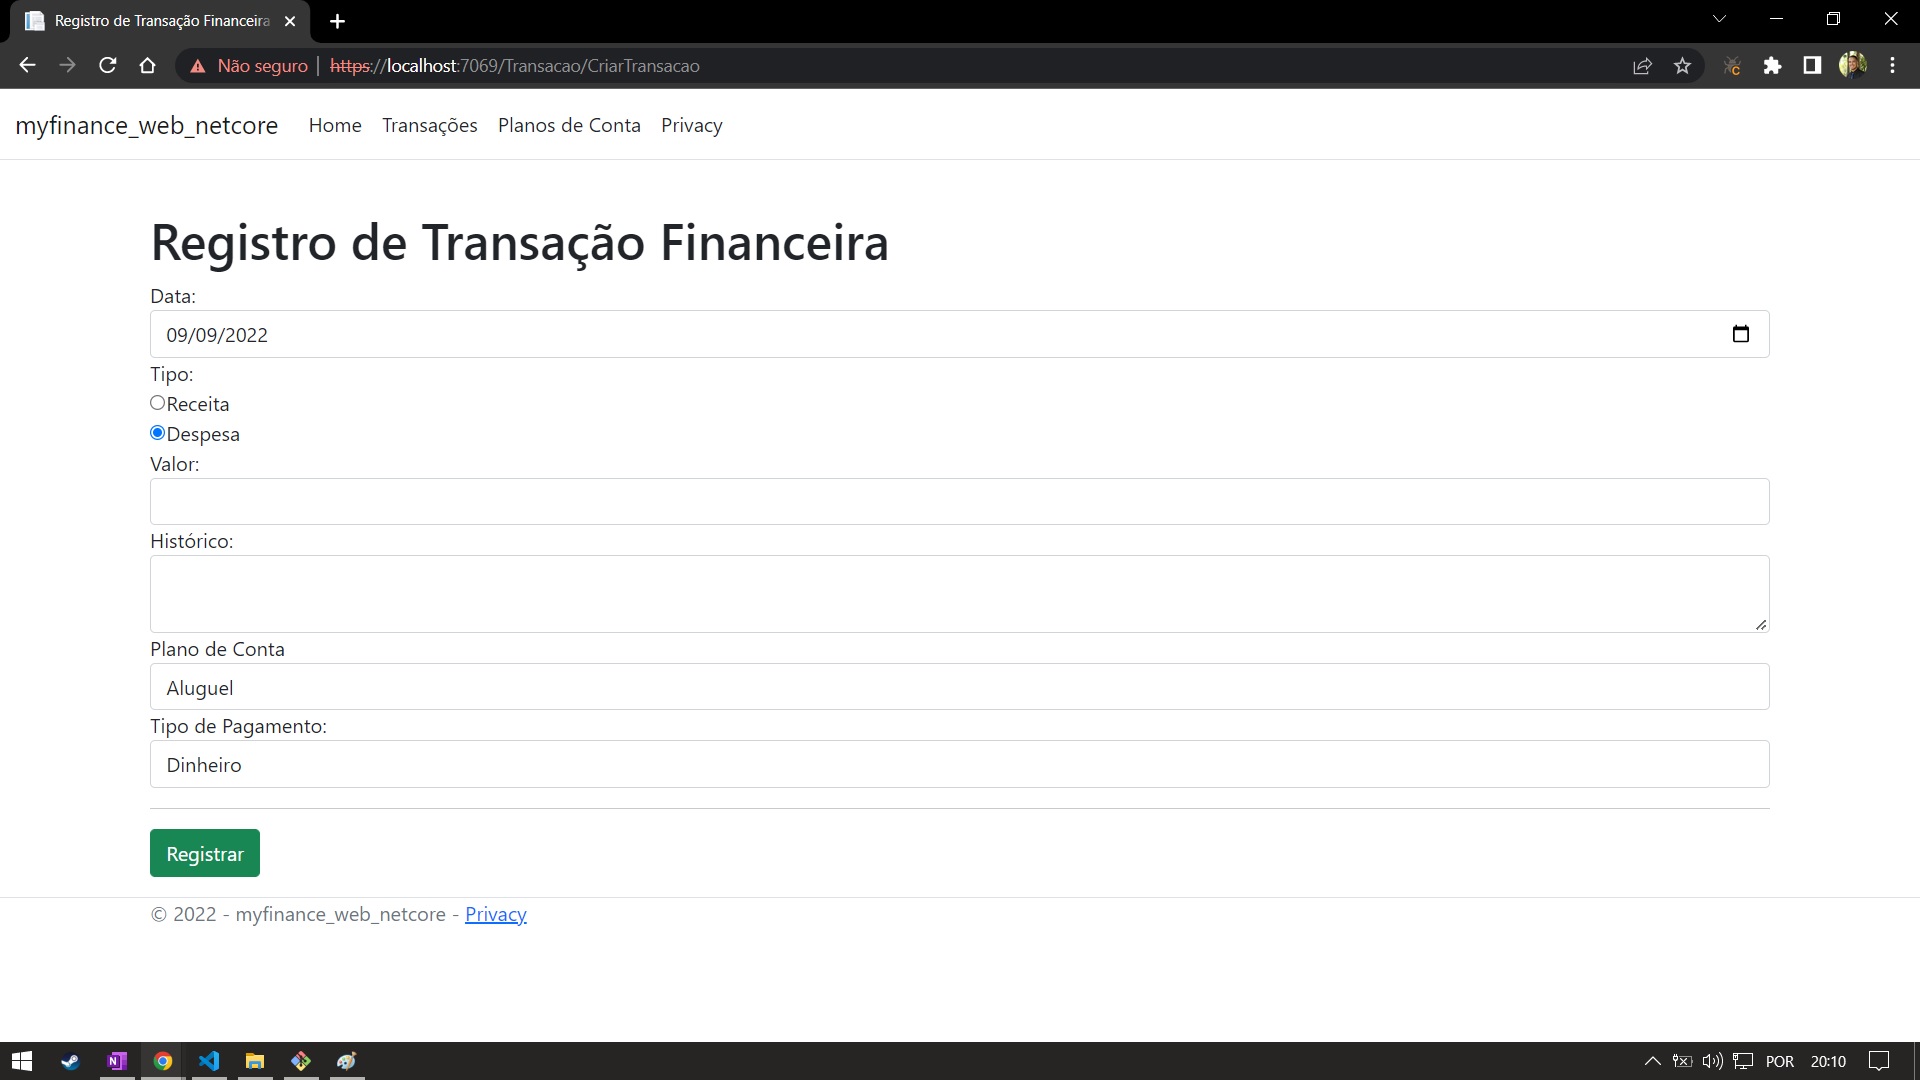 Registro de Transação Financeira
Não seguro | https://localhost:7069/Transacao/CriarTransacao
myfinance_web_netcore Home Transações Planos de Conta Privacy
Registro de Transação Financeira
Data:
09/09/2022
Tipo:
Receita
Despesa
Valor:
Histórico:
Plano de Conta
Aluguel
Tipo de Pagamento:
Dinheiro
Registrar
© 2022 - myfinance_web_netcore - Privacy
POR 20:10